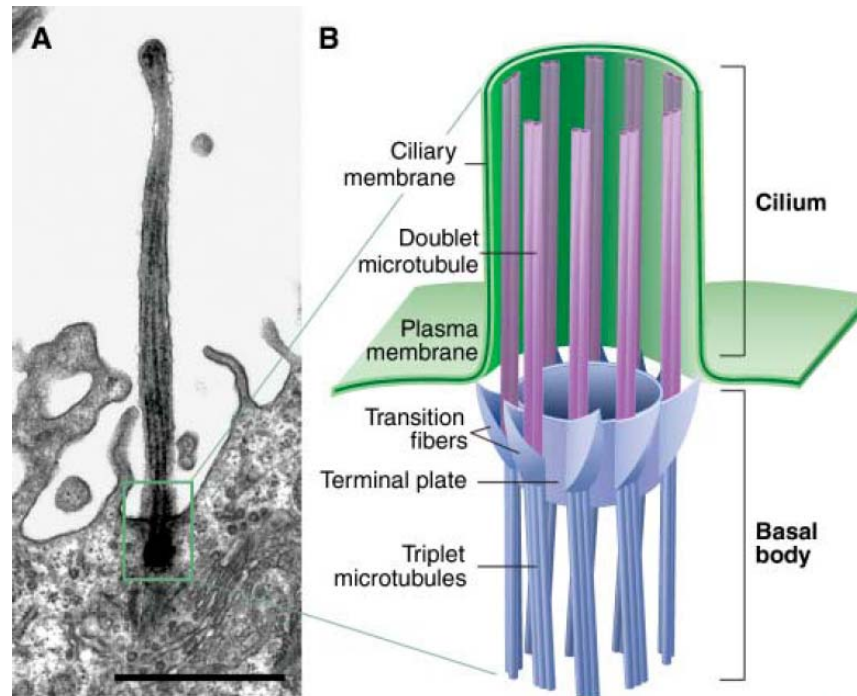 A
B
Ciliary
membrane
Doublet
microtubule
Plasma
membrane
Transition
fibers
Terminal plate
Triplet
microtubules
Cilium
Basal
body